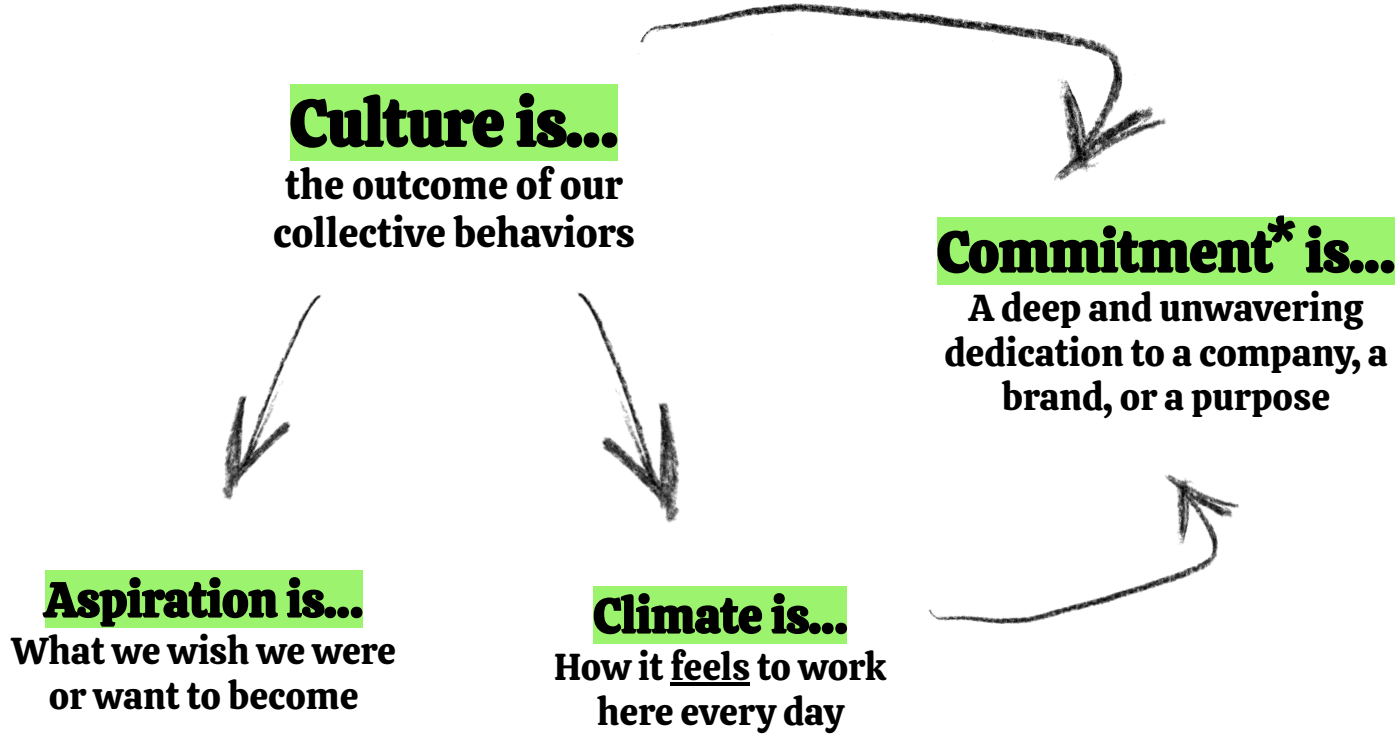 Culture is...
the outcome of our
collective behaviors
Commitment* is...
A deep and unwavering
dedication to a company, a
brand, or a purpose
Aspiration is...
What we wish we were
or want to become
Climate is...
How it feels to work
here every day